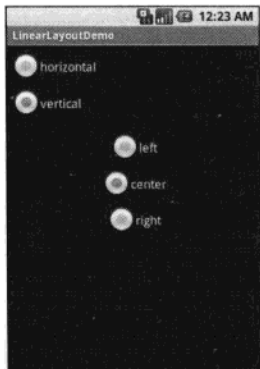 12:23 AM
LinearLayoutDemo
horizontal
vertical
left
center
right